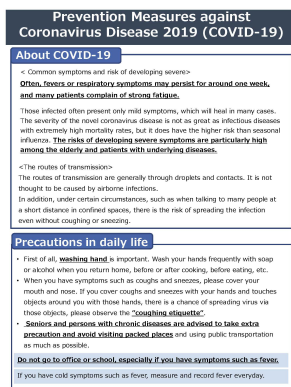 Prevention Measures against
Coronavirus Disease 2019 (COVID-19)
About COVID-19
< Common symptoms and risk of developing severe>
Often, fevers or respiratory symptoms may persist for around one week,
and many patients complain of strong fatigue.
Those infected often present only mild symptoms, which will heal in many cases.
The severity of the novel coronavirus disease is not as great as infectious diseases
with extremely high mortality rates, but it does have the higher risk than seasonal
influenza. The risks of developing severe symptoms are particularly high
among the elderly and patients with underlying diseases.
<The routes of transmission>
The routes of transmission are generally through droplets and contacts. It is not
thought to be caused by airborne infections.
In addition, under certain circumstances, such as when talking to many people at
a short distance in confined spaces, there is the risk of spreading the infection
even without coughing or sneezing.
Precautions in daily life
• First of all, washing hand is important. Wash your hands frequently with soap
or alcohol when you return home, before or after cooking, before eating, etc.
• When you have symptoms such as coughs and sneezes, please cover your
mouth and nose. If you cover coughs and sneezes with your hands and touches
objects around you with those hands, there is a chance of spreading virus via
those objects, please observe the "coughing etiquette".
• Seniors and persons with chronic diseases are advised to take extra
precaution and avoid visiting packed places and using public transportation
as much as possible.
Do not go to office or school, especially if you have symptoms such as fever.
If you have cold symptoms such as fever, measure and record fever everyday.